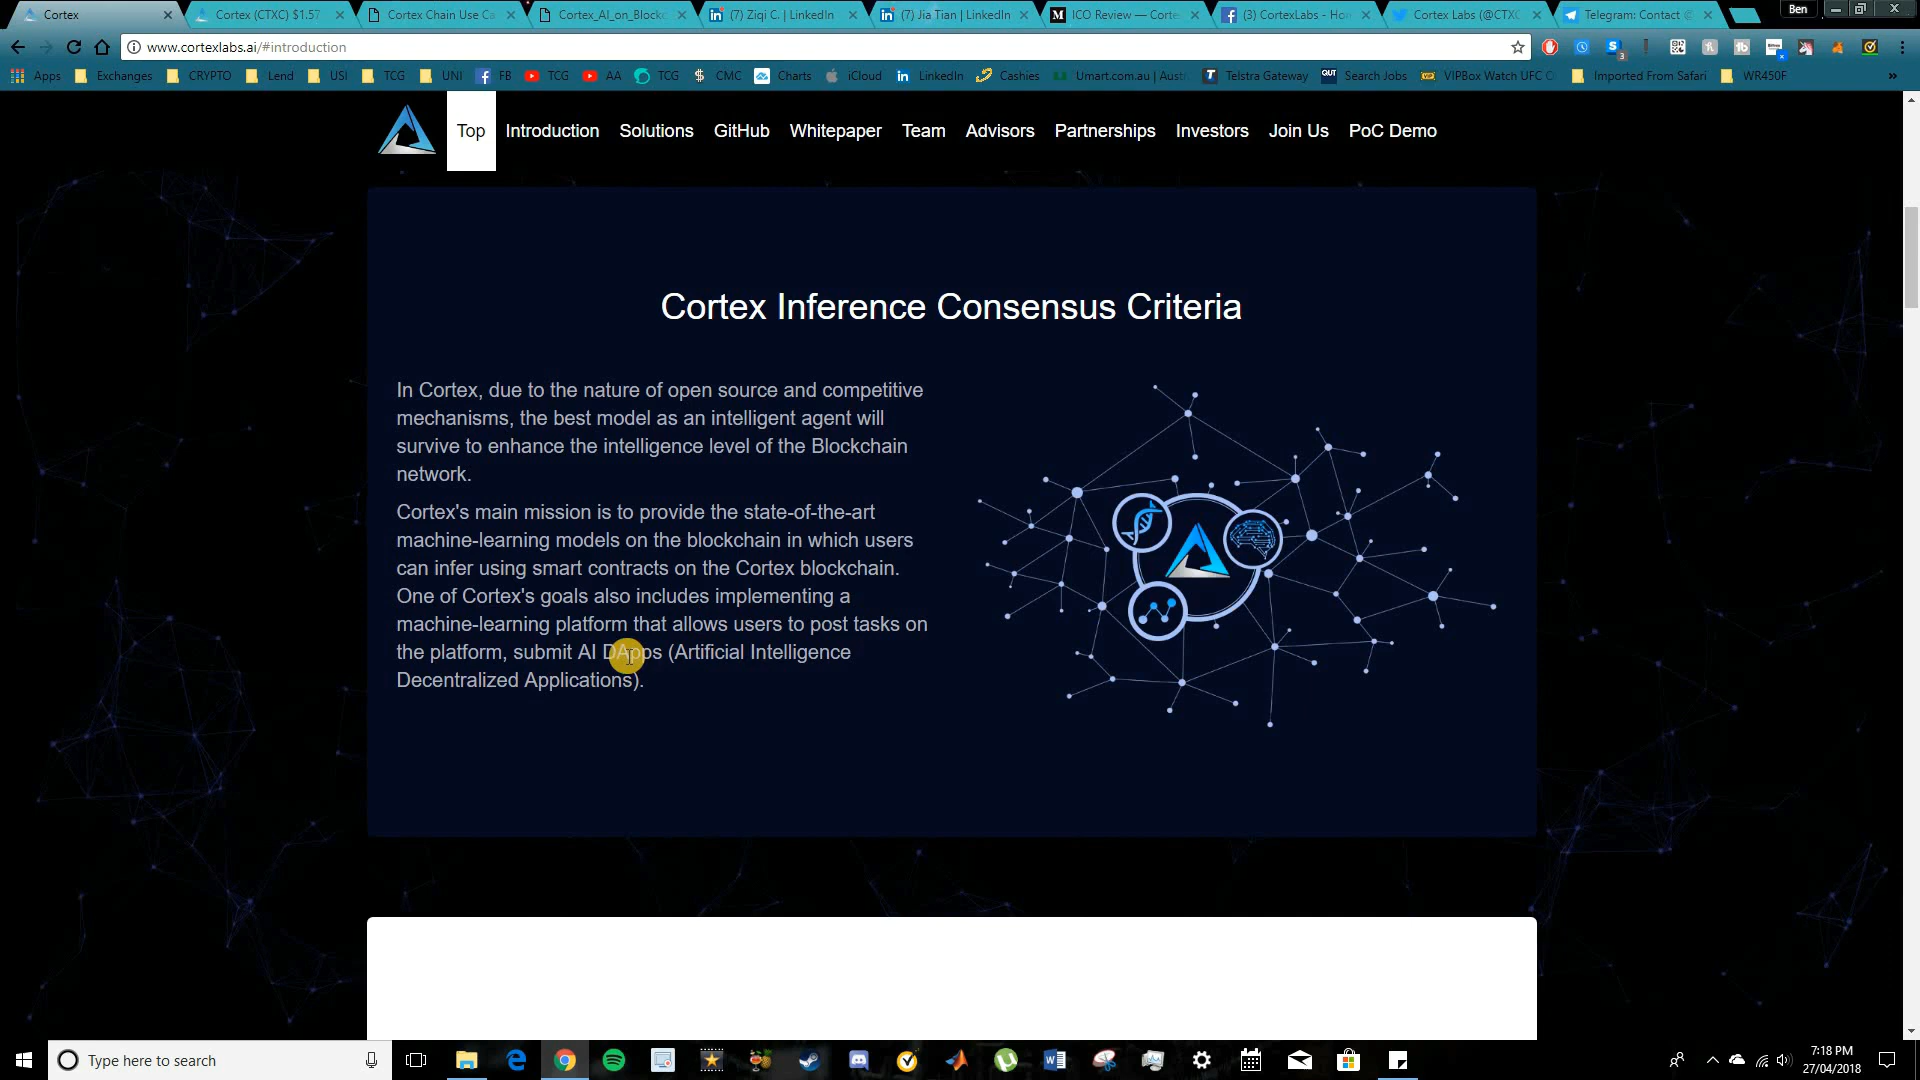 Cortex
Cortex (CTXC) $1.57
Cortex Chain Use Ca
Cortex_AI_on_Block
(7) Ziqi C. | LinkedIn
(7) Jia Tian | LinkedIn
ICO Review — Corte
(3) CortexLabs - Ho
Cortex Labs (@CTXC
Telegram: Contact @
Ben
www.cortexlabs.ai/#introduction
Apps
Exchanges
CRYPTO
Lend
USI
TCG
UNI
FB
TCG
AA
TCG
CMC
Charts
iCloud
LinkedIn
Cashies
Umart.com.au | Aust
Telstra Gateway
Search Jobs
VIPBox Watch UFC
Imported From Safari
WR450F
Top
Introduction
Solutions
GitHub
Whitepaper
Team
Advisors
Partnerships
Investors
Join Us
PoC Demo
Cortex Inference Consensus Criteria
In Cortex, due to the nature of open source and competitive
mechanisms, the best model as an intelligent agent will
survive to enhance the intelligence level of the Blockchain
network.
Cortex's main mission is to provide the state-of-the-art
machine-learning models on the blockchain in which users
can infer using smart contracts on the Cortex blockchain.
One of Cortex's goals also includes implementing a
machine-learning platform that allows users to post tasks on
the platform, submit AI DApps (Artificial Intelligence
Decentralized Applications).
Type here to search
7:18 PM
27/04/2018